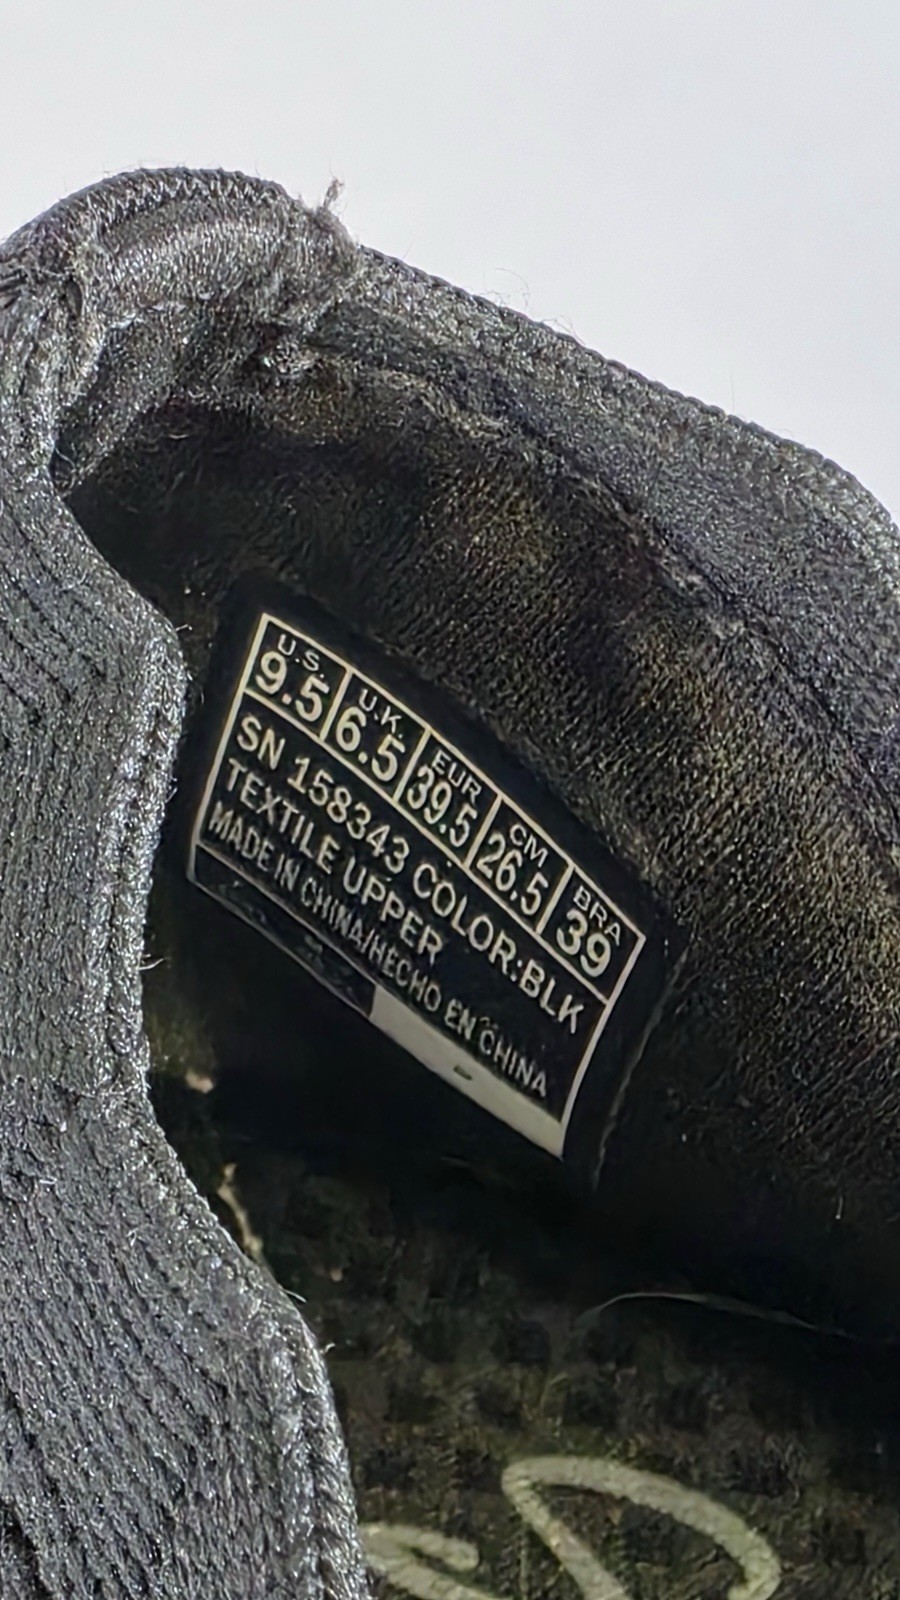 U.S. U.K. EUR CM BRA
9.5 6.5 39.5 26.5 39
SN 158343 COLOR:BLK
TEXTILE UPPER
MADE IN CHINA/HECHO EN CHINA